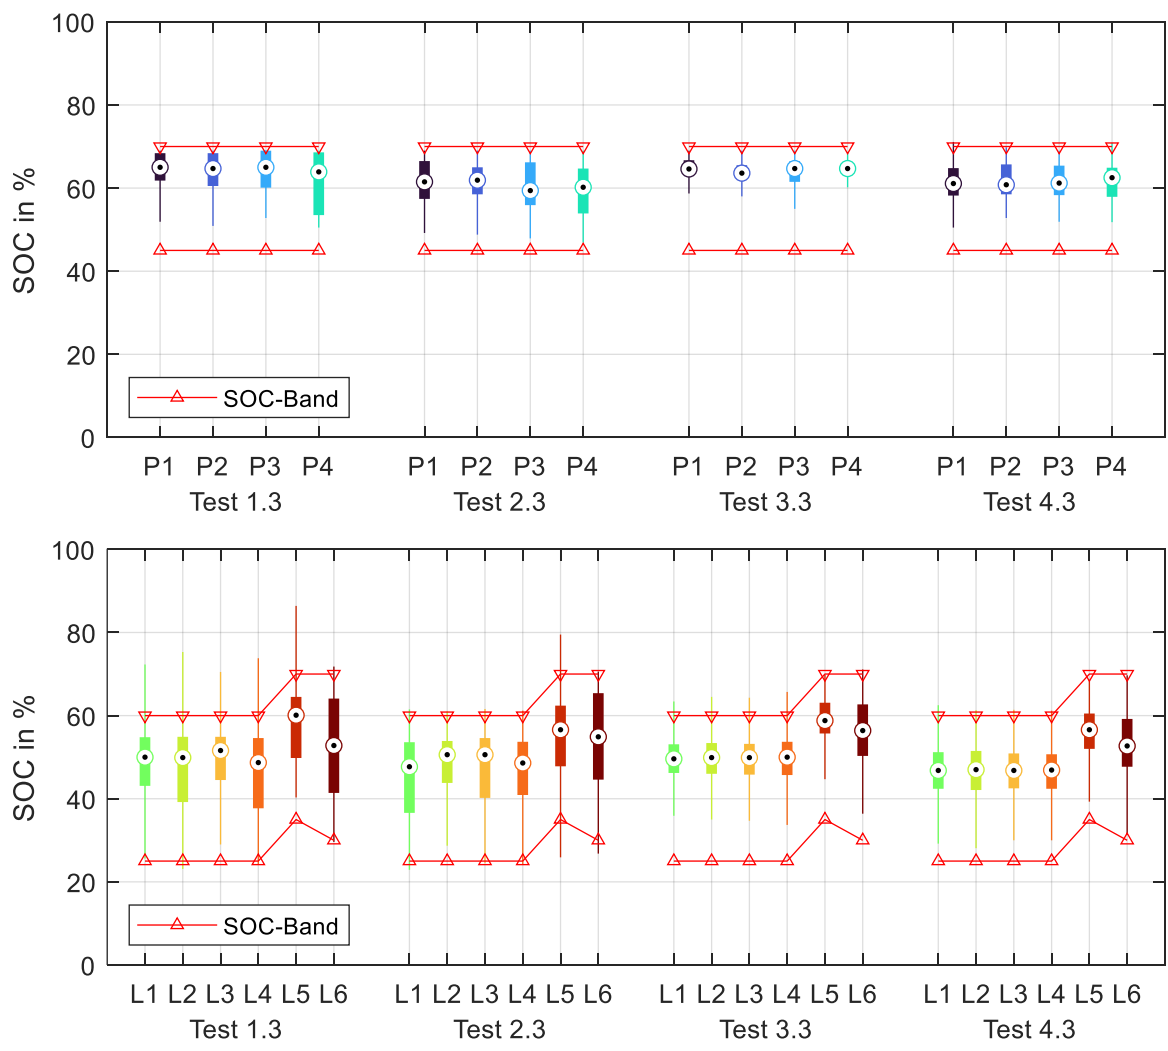 100
80
60
40
20
0
SOC in %
SOC-Band
P1 P2 P3 P4 P1 P2 P3 P4 P1 P2 P3 P4 P1 P2 P3 P4
Test 1.3 Test 2.3 Test 3.3 Test 4.3
100
80
60
40
20
0
SOC in %
SOC-Band
L1 L2 L3 L4 L5 L6 L1 L2 L3 L4 L5 L6 L1 L2 L3 L4 L5 L6 L1 L2 L3 L4 L5 L6
Test 1.3 Test 2.3 Test 3.3 Test 4.3